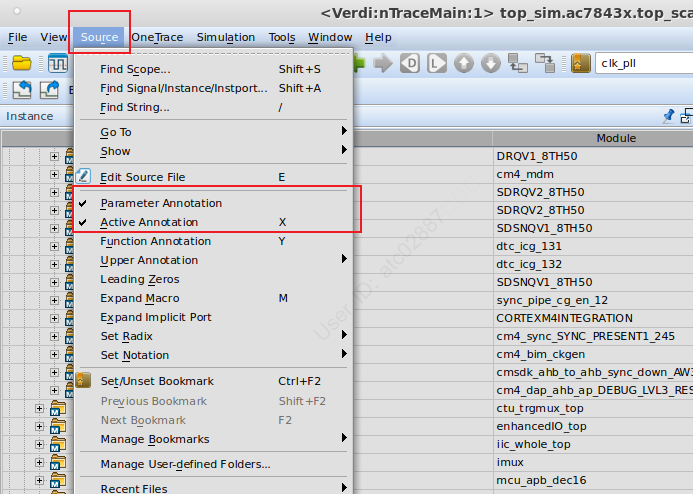 <Verdi:nTraceMain:1> top_sim.ac7843x.top_sca
File View Source OneTrace Simulation Tools Window Help
D L clk_pll
Instance
Module
Find Scope... Shift+S
Find Signal/Instance/Instport... Shift+A
Find String... /
Go To
Show
Edit Source File E
Parameter Annotation
Active Annotation X
Function Annotation Y
Upper Annotation
Leading Zeros
Expand Macro M
Expand Implicit Port
Set Radix
Set Notation
Set/Unset Bookmark Ctrl+F2
Previous Bookmark Shift+F2
Next Bookmark F2
Manage Bookmarks
Manage User-defined Folders...
Recent Files
DRQV1_8TH50
cm4_mdm
SDRQV2_8TH50
SDRQV2_8TH50
SDSNQV1_8TH50
dtc_icg_131
dtc_icg_132
SDSNQV1_8TH50
sync_pipe_cg_en_12
CORTEXM4INTEGRATION
cm4_sync_SYNC_PRESENT1_245
cm4_bim_ckgen
cmsdk_ahb_to_ahb_sync_down_AW3
cm4_dap_ahb_ap_DEBUG_LVL3_RES
ctu_trgmux_top
enhancedIO_top
iic_whole_top
imux
mcu_apb_dec16
User ID: atc02887